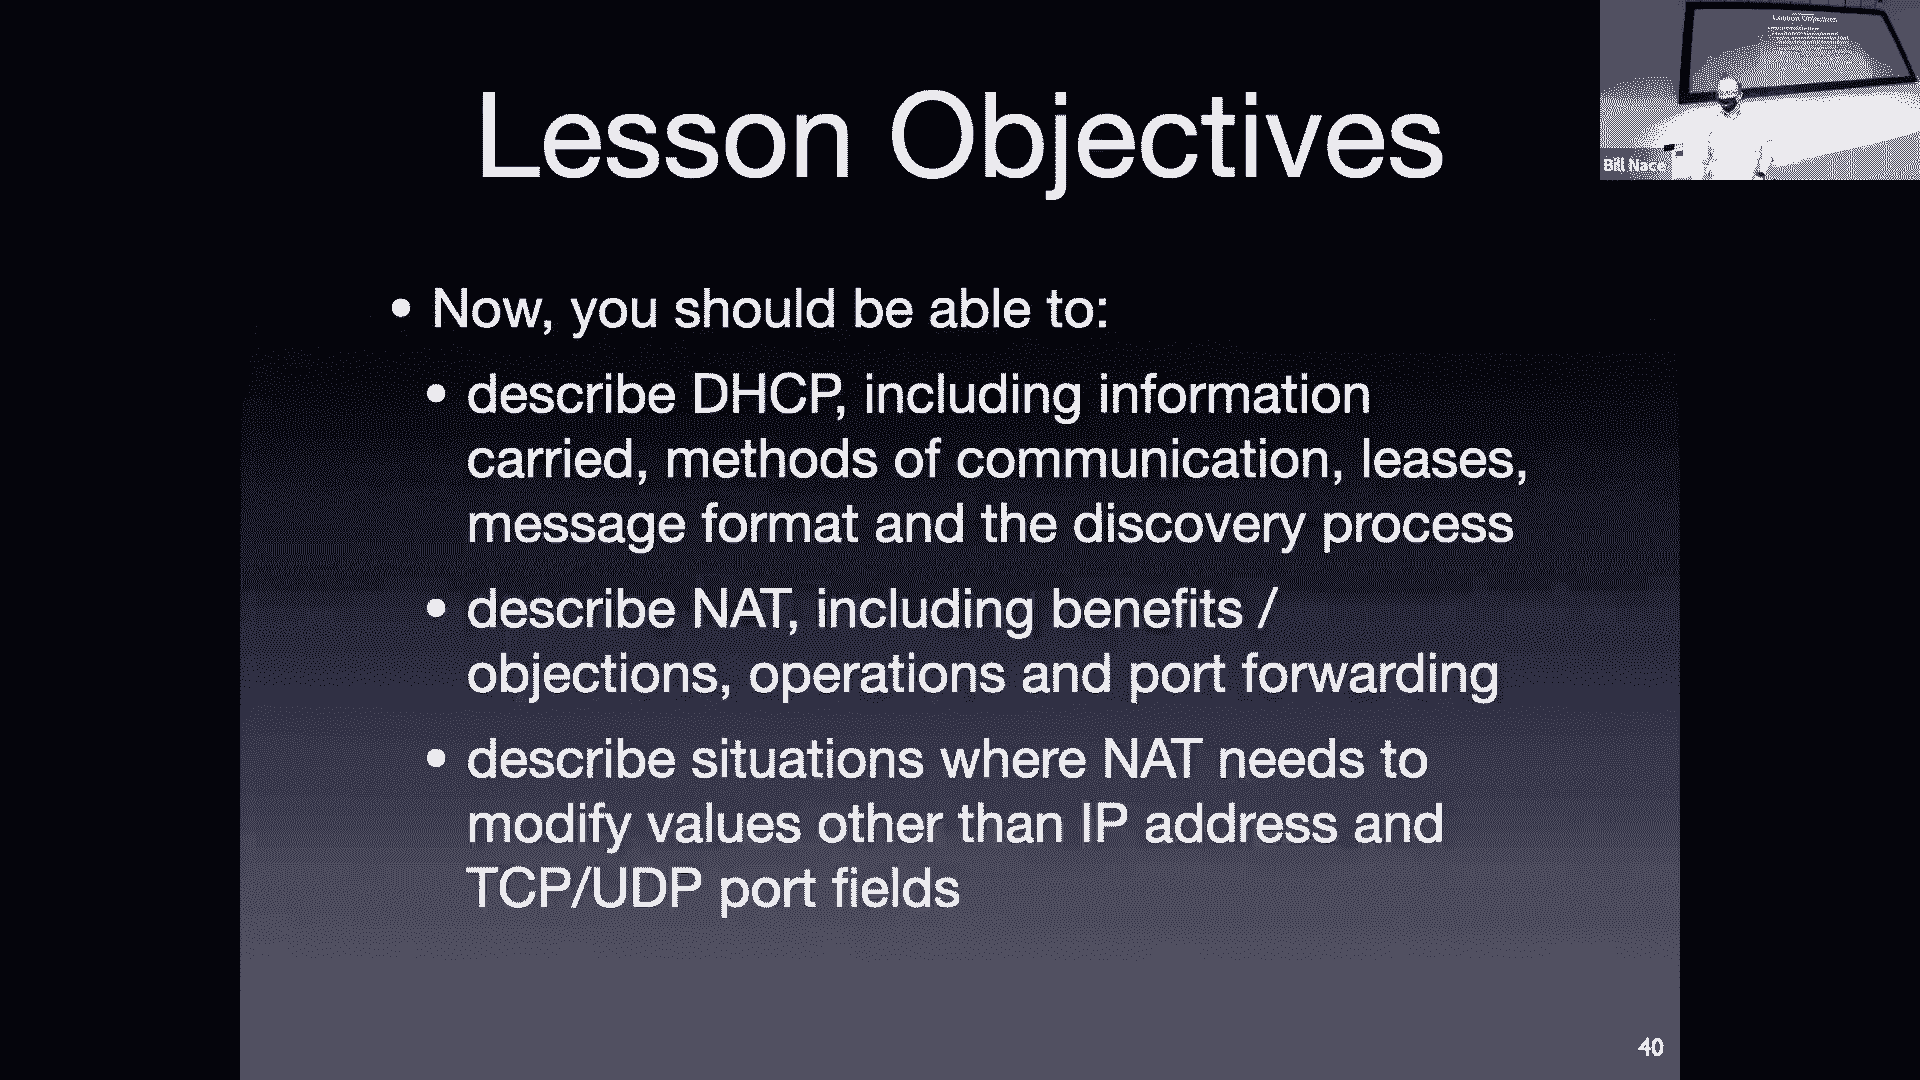 Lesson Objectives
Bill Nace
• Now, you should be able to:
• describe DHCP, including information
carried, methods of communication, leases,
message format and the discovery process
• describe NAT, including benefits /
objections, operations and port forwarding
• describe situations where NAT needs to
modify values other than IP address and
TCP/UDP port fields
40